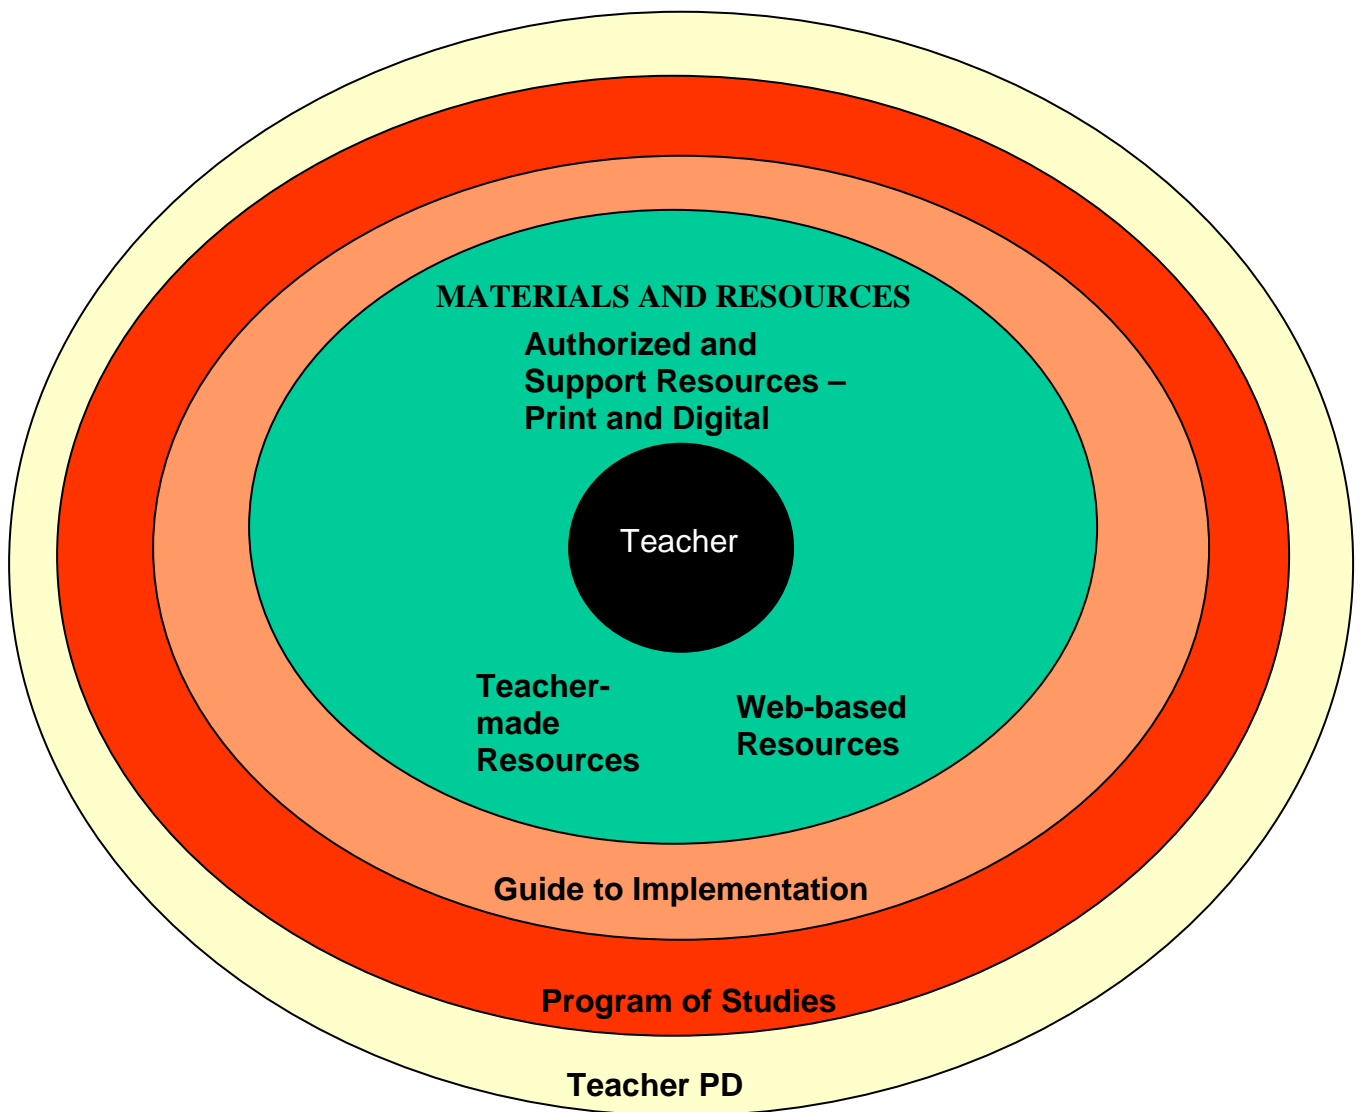 MATERIALS AND RESOURCES
Authorized and
Support Resources –
Print and Digital
Teacher
Teacher-
made
Resources
Web-based
Resources
Guide to Implementation
Program of Studies
Teacher PD